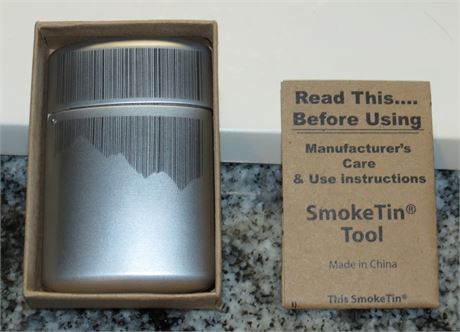 Read This....
Before Using
Manufacturer's
Care
& Use instructions
SmokeTin®
Tool
Made in China
This SmokeTin®